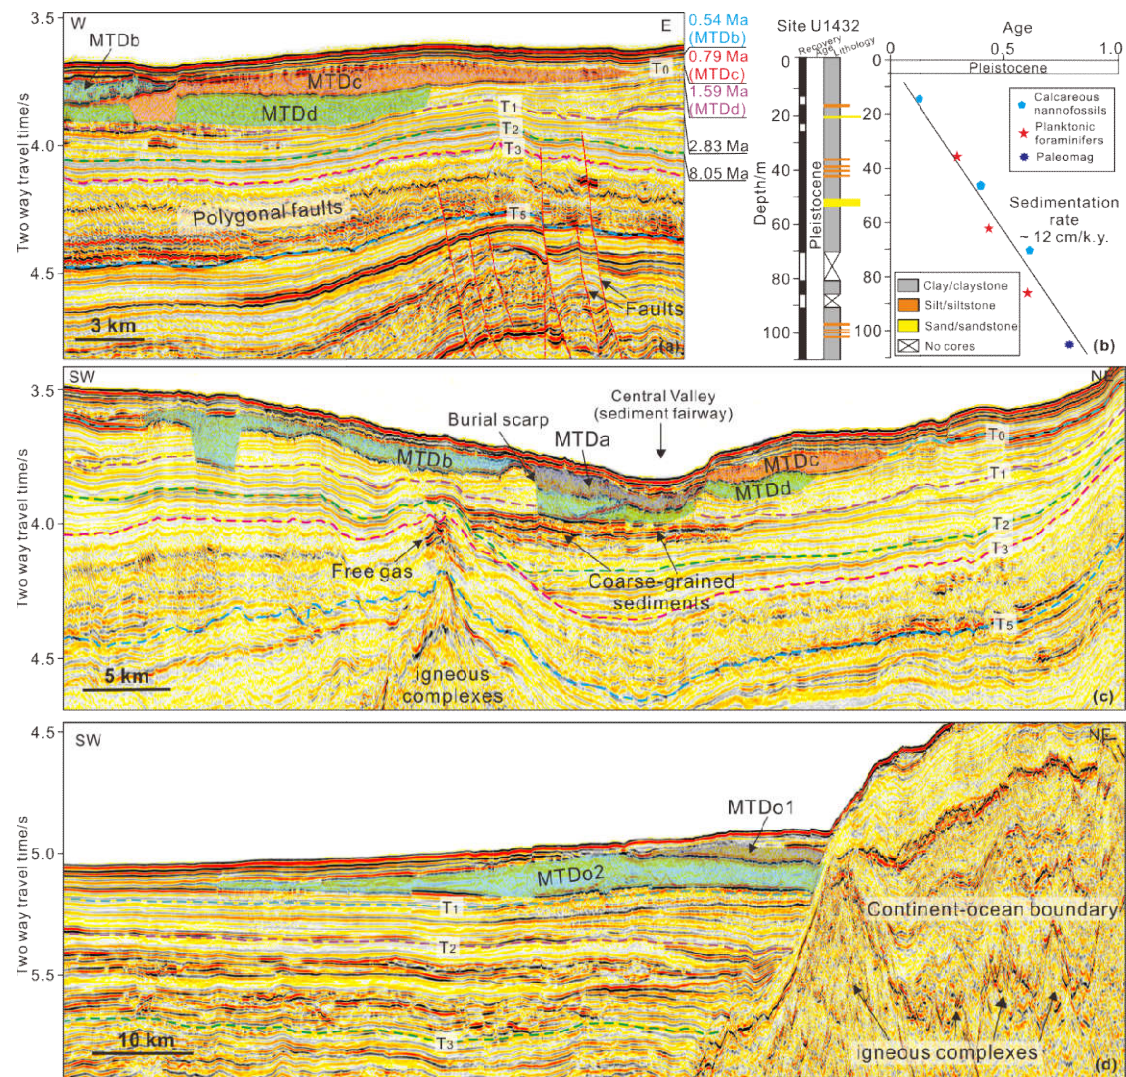 3.5
W
E
MTDb
MTDc
MTDd
T0
T1
T2
T3
T5
4.0
4.5
Two way travel time/s
Polygonal faults
Faults
3 km
(a)
0.54 Ma
(MTDb)
0.79 Ma
(MTDc)
1.59 Ma
(MTDd)
2.83 Ma
8.05 Ma
Site U1432
Recovery
Age
Lithology
0
20
40
60
80
100
Depth/m
Pleistocene
Age
0
0.5
1.0
Pleistocene
0
20
40
60
80
100
Calcareous
nannofossils
Planktonic
foraminifers
Paleomag
Sedimentation
rate
~ 12 cm/k.y.
Clay/claystone
Silt/siltstone
Sand/sandstone
No cores
(b)
SW
NE
3.5
4.0
4.5
Two way travel time/s
Central Valley
(sediment fairway)
Burial scarp
MTDa
MTDb
MTDc
MTDd
T0
T1
T2
T3
T5
Free gas
Coarse-grained
sediments
igneous
complexes
5 km
(c)
4.5
5.0
5.5
Two way travel time/s
SW
NE
MTDo1
MTDo2
T1
T2
T3
Continent-ocean boundary
igneous complexes
10 km
(d)